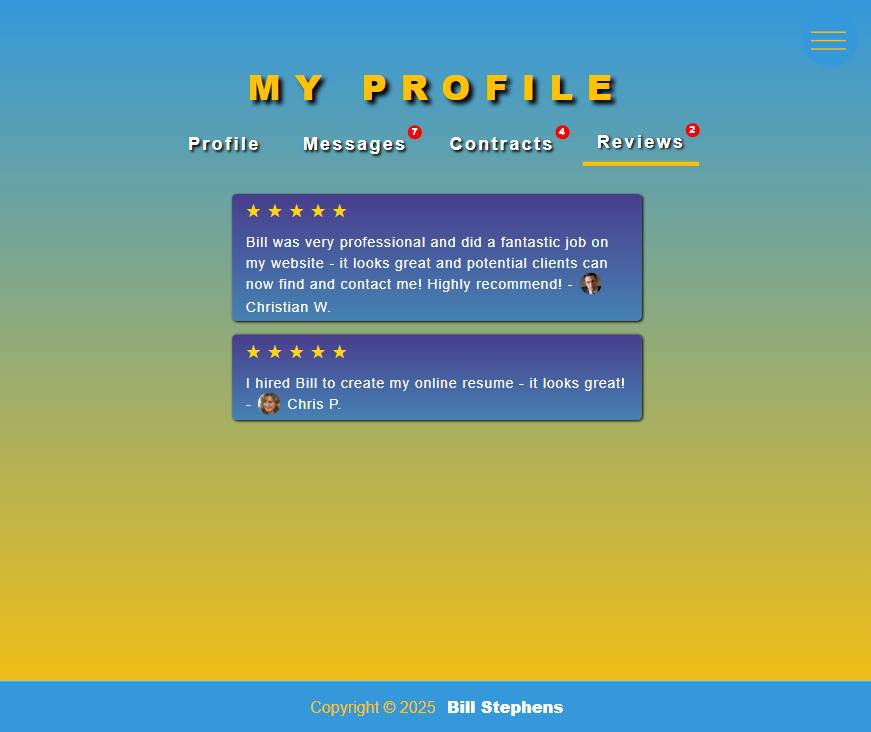 MY PROFILE
Profile Messages 7 Contracts 4 Reviews 2
★ ★ ★ ★ ★
Bill was very professional and did a fantastic job on
my website - it looks great and potential clients can
now find and contact me! Highly recommend! -
Christian W.
★ ★ ★ ★ ★
I hired Bill to create my online resume - it looks great!
- Chris P.
Copyright © 2025 Bill Stephens